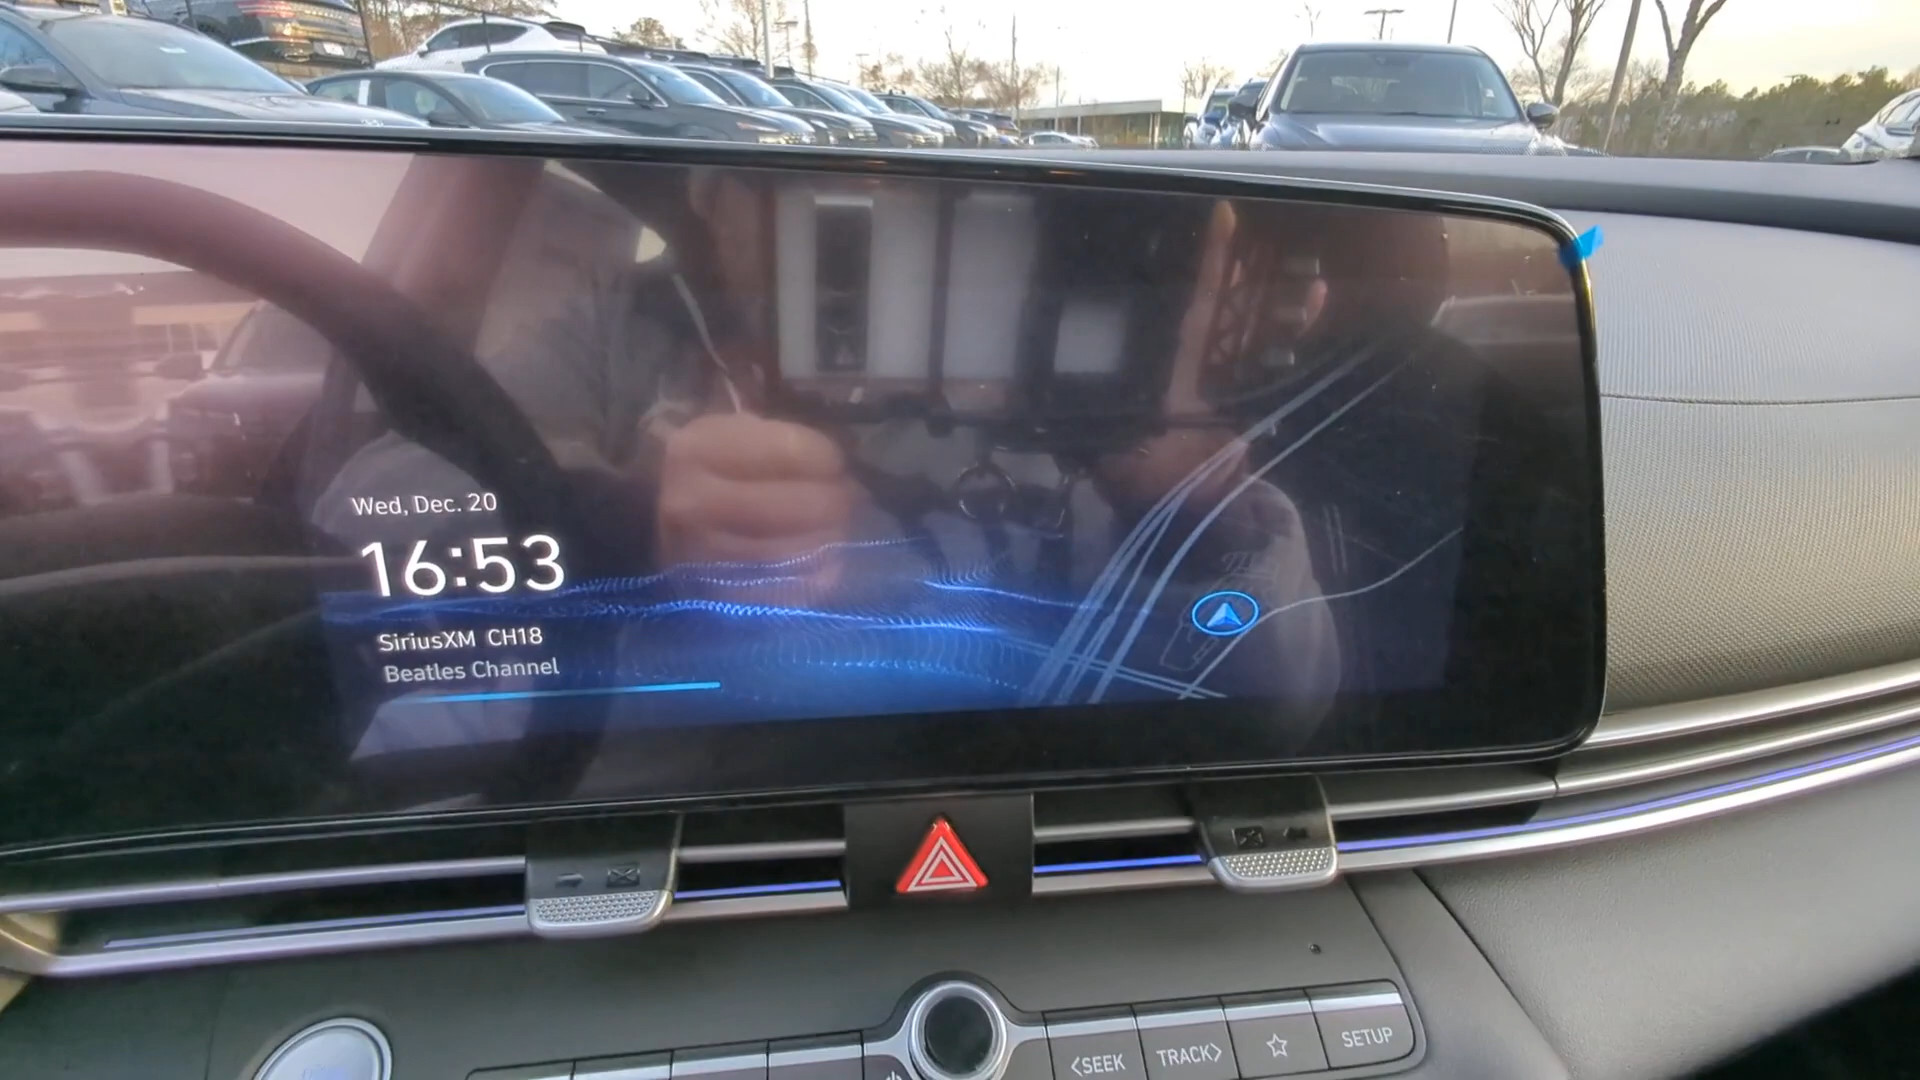 Wed, Dec. 20
16:53
SiriusXM CH18
Beatles Channel
<SEEK
TRACK>
SETUP